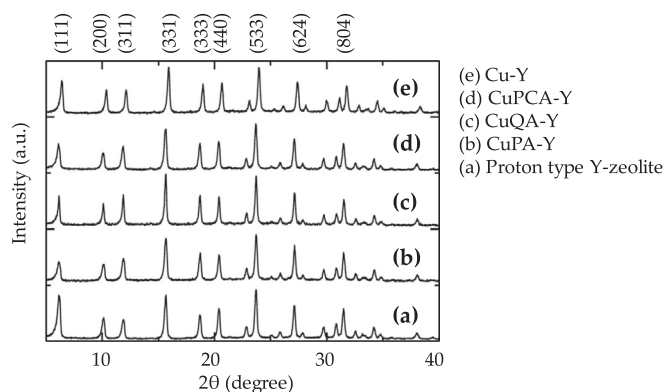 (111)
(200)
(311)
(331)
(333)
(440)
(533)
(624)
(804)
Intensity (a.u.)
(e)
(d)
(c)
(b)
(a)
(e) Cu-Y
(d) CuPCA-Y
(c) CuQA-Y
(b) CuPA-Y
(a) Proton type Y-zeolite
10 20 30 40
2θ (degree)